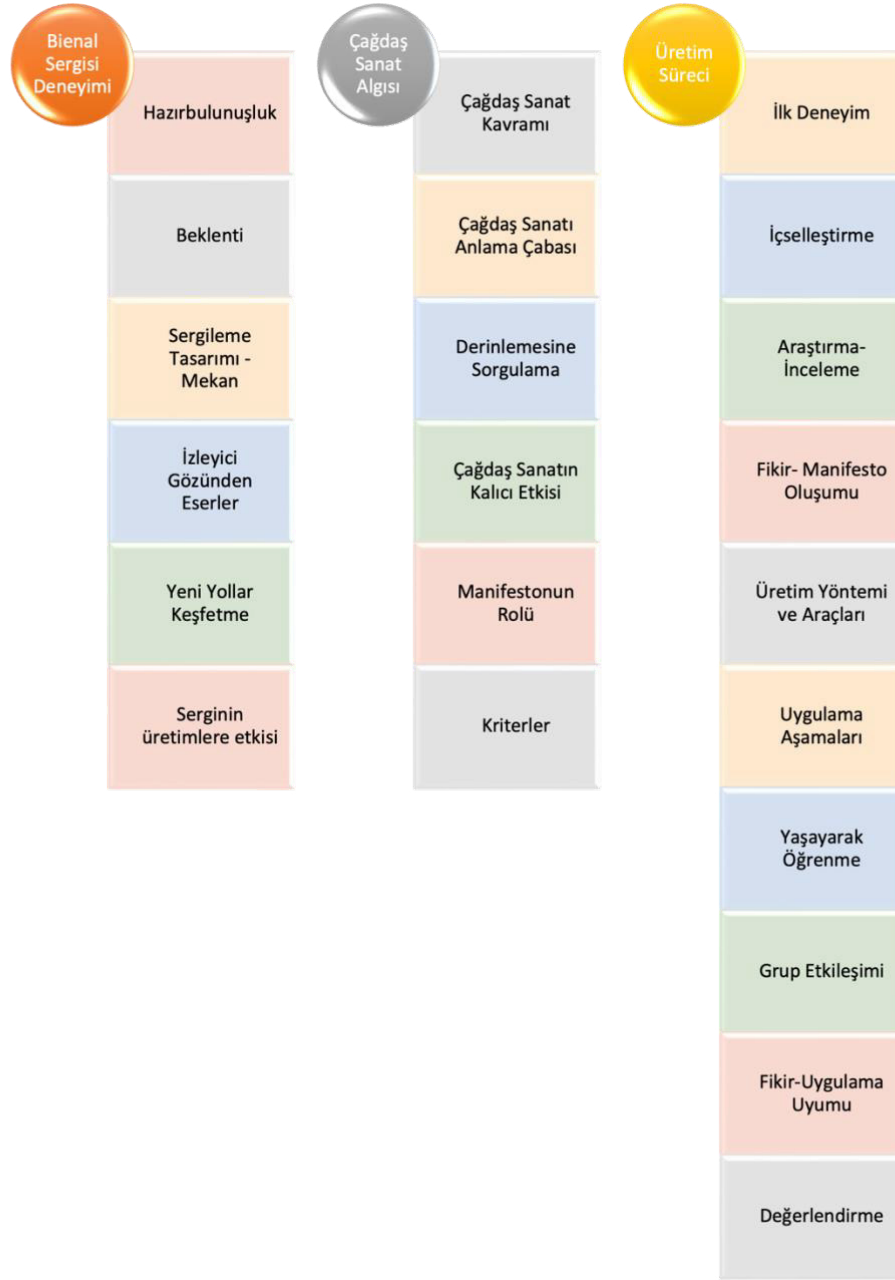 Bienal
Sergisi
Deneyimi
Hazırbulunuşluk
Beklenti
Sergileme
Tasarımı -
Mekan
İzleyici
Gözünden
Eserler
Yeni Yollar
Keşfetme
Serginin
üretimlere etkisi
Çağdaş
Sanat
Algısı
Çağdaş Sanat
Kavramı
Çağdaş Sanatı
Anlama Çabası
Derinlemesine
Sorgulama
Çağdaş Sanatın
Kalıcı Etkisi
Manifestonun
Rolü
Kriterler
Üretim
Süreci
İlk Deneyim
İçselleştirme
Araştırma-
İnceleme
Fikir- Manifesto
Oluşumu
Üretim Yöntemi
ve Araçları
Uygulama
Aşamaları
Yaşayarak
Öğrenme
Grup Etkileşimi
Fikir-Uygulama
Uyumu
Değerlendirme